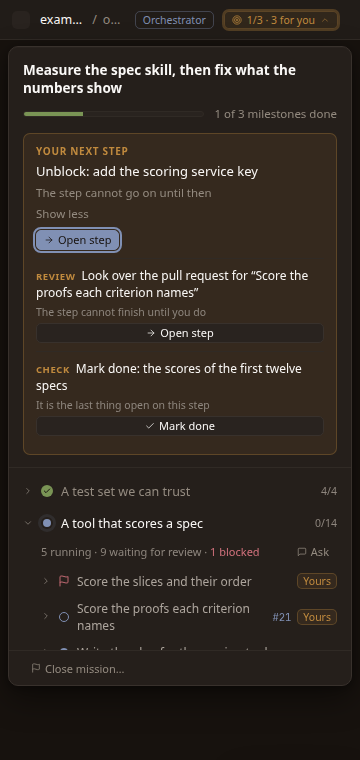 exam... / o... Orchestrator 1/3 · 3 for you
Measure the spec skill, then fix what the
numbers show
1 of 3 milestones done
YOUR NEXT STEP
Unblock: add the scoring service key
The step cannot go on until then
Show less
Open step
REVIEW Look over the pull request for “Score the
proofs each criterion names”
The step cannot finish until you do
Open step
CHECK Mark done: the scores of the first twelve
specs
It is the last thing open on this step
Mark done
A test set we can trust 4/4
A tool that scores a spec 0/14
5 running · 9 waiting for review · 1 blocked Ask
Score the slices and their order Yours
Score the proofs each criterion
names #21 Yours
Close mission...